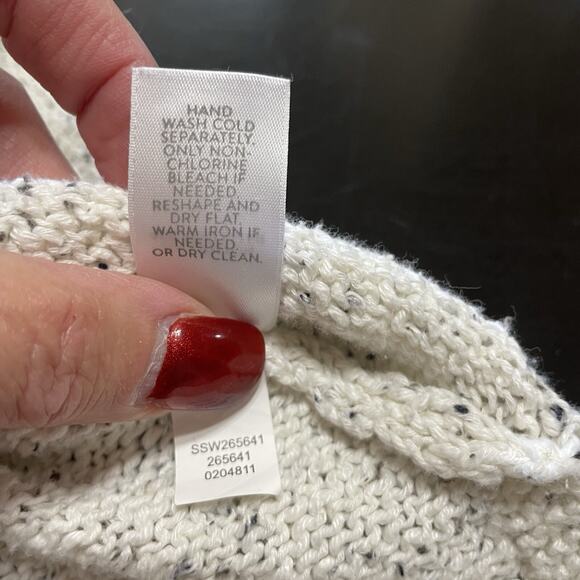 HAND
WASH COLD
SEPARATELY.
ONLY NON-
CHLORINE
BLEACH IF
NEEDED
RESHAPE AND
DRY FLAT.
WARM IRON IF
NEEDED.
OR DRY CLEAN.
SSW265641
265641
0204811